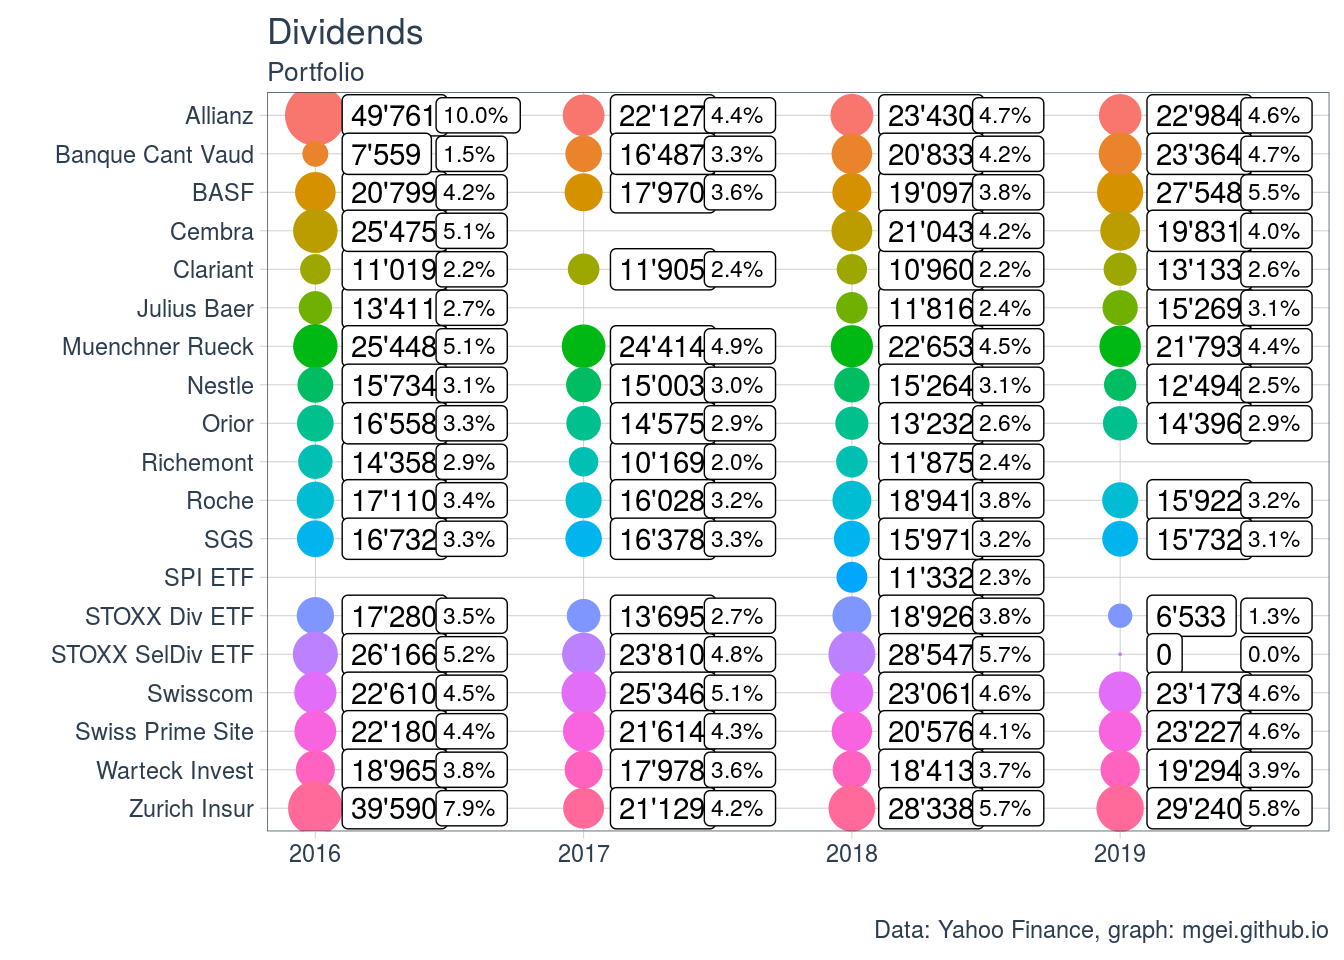 Dividends
Portfolio
Allianz 49'761 10.0% 22'127 4.4% 23'430 4.7% 22'984 4.6%
Banque Cant Vaud 7'559 1.5% 16'487 3.3% 20'833 4.2% 23'364 4.7%
BASF 20'799 4.2% 17'970 3.6% 19'097 3.8% 27'548 5.5%
Cembra 25'475 5.1% 21'043 4.2% 19'831 4.0%
Clariant 11'019 2.2% 11'905 2.4% 10'960 2.2% 13'133 2.6%
Julius Baer 13'411 2.7% 11'816 2.4% 15'269 3.1%
Muenchner Rueck 25'448 5.1% 24'414 4.9% 22'653 4.5% 21'793 4.4%
Nestle 15'734 3.1% 15'003 3.0% 15'264 3.1% 12'494 2.5%
Orior 16'558 3.3% 14'575 2.9% 13'232 2.6% 14'396 2.9%
Richemont 14'358 2.9% 10'169 2.0% 11'875 2.4%
Roche 17'110 3.4% 16'028 3.2% 18'941 3.8% 15'922 3.2%
SGS 16'732 3.3% 16'378 3.3% 15'971 3.2% 15'732 3.1%
SPI ETF 11'332 2.3%
STOXX Div ETF 17'280 3.5% 13'695 2.7% 18'926 3.8% 6'533 1.3%
STOXX SelDiv ETF 26'166 5.2% 23'810 4.8% 28'547 5.7% 0 0.0%
Swisscom 22'610 4.5% 25'346 5.1% 23'061 4.6% 23'173 4.6%
Swiss Prime Site 22'180 4.4% 21'614 4.3% 20'576 4.1% 23'227 4.6%
Warteck Invest 18'965 3.8% 17'978 3.6% 18'413 3.7% 19'294 3.9%
Zurich Insur 39'590 7.9% 21'129 4.2% 28'338 5.7% 29'240 5.8%
2016 2017 2018 2019
Data: Yahoo Finance, graph: mgei.github.io